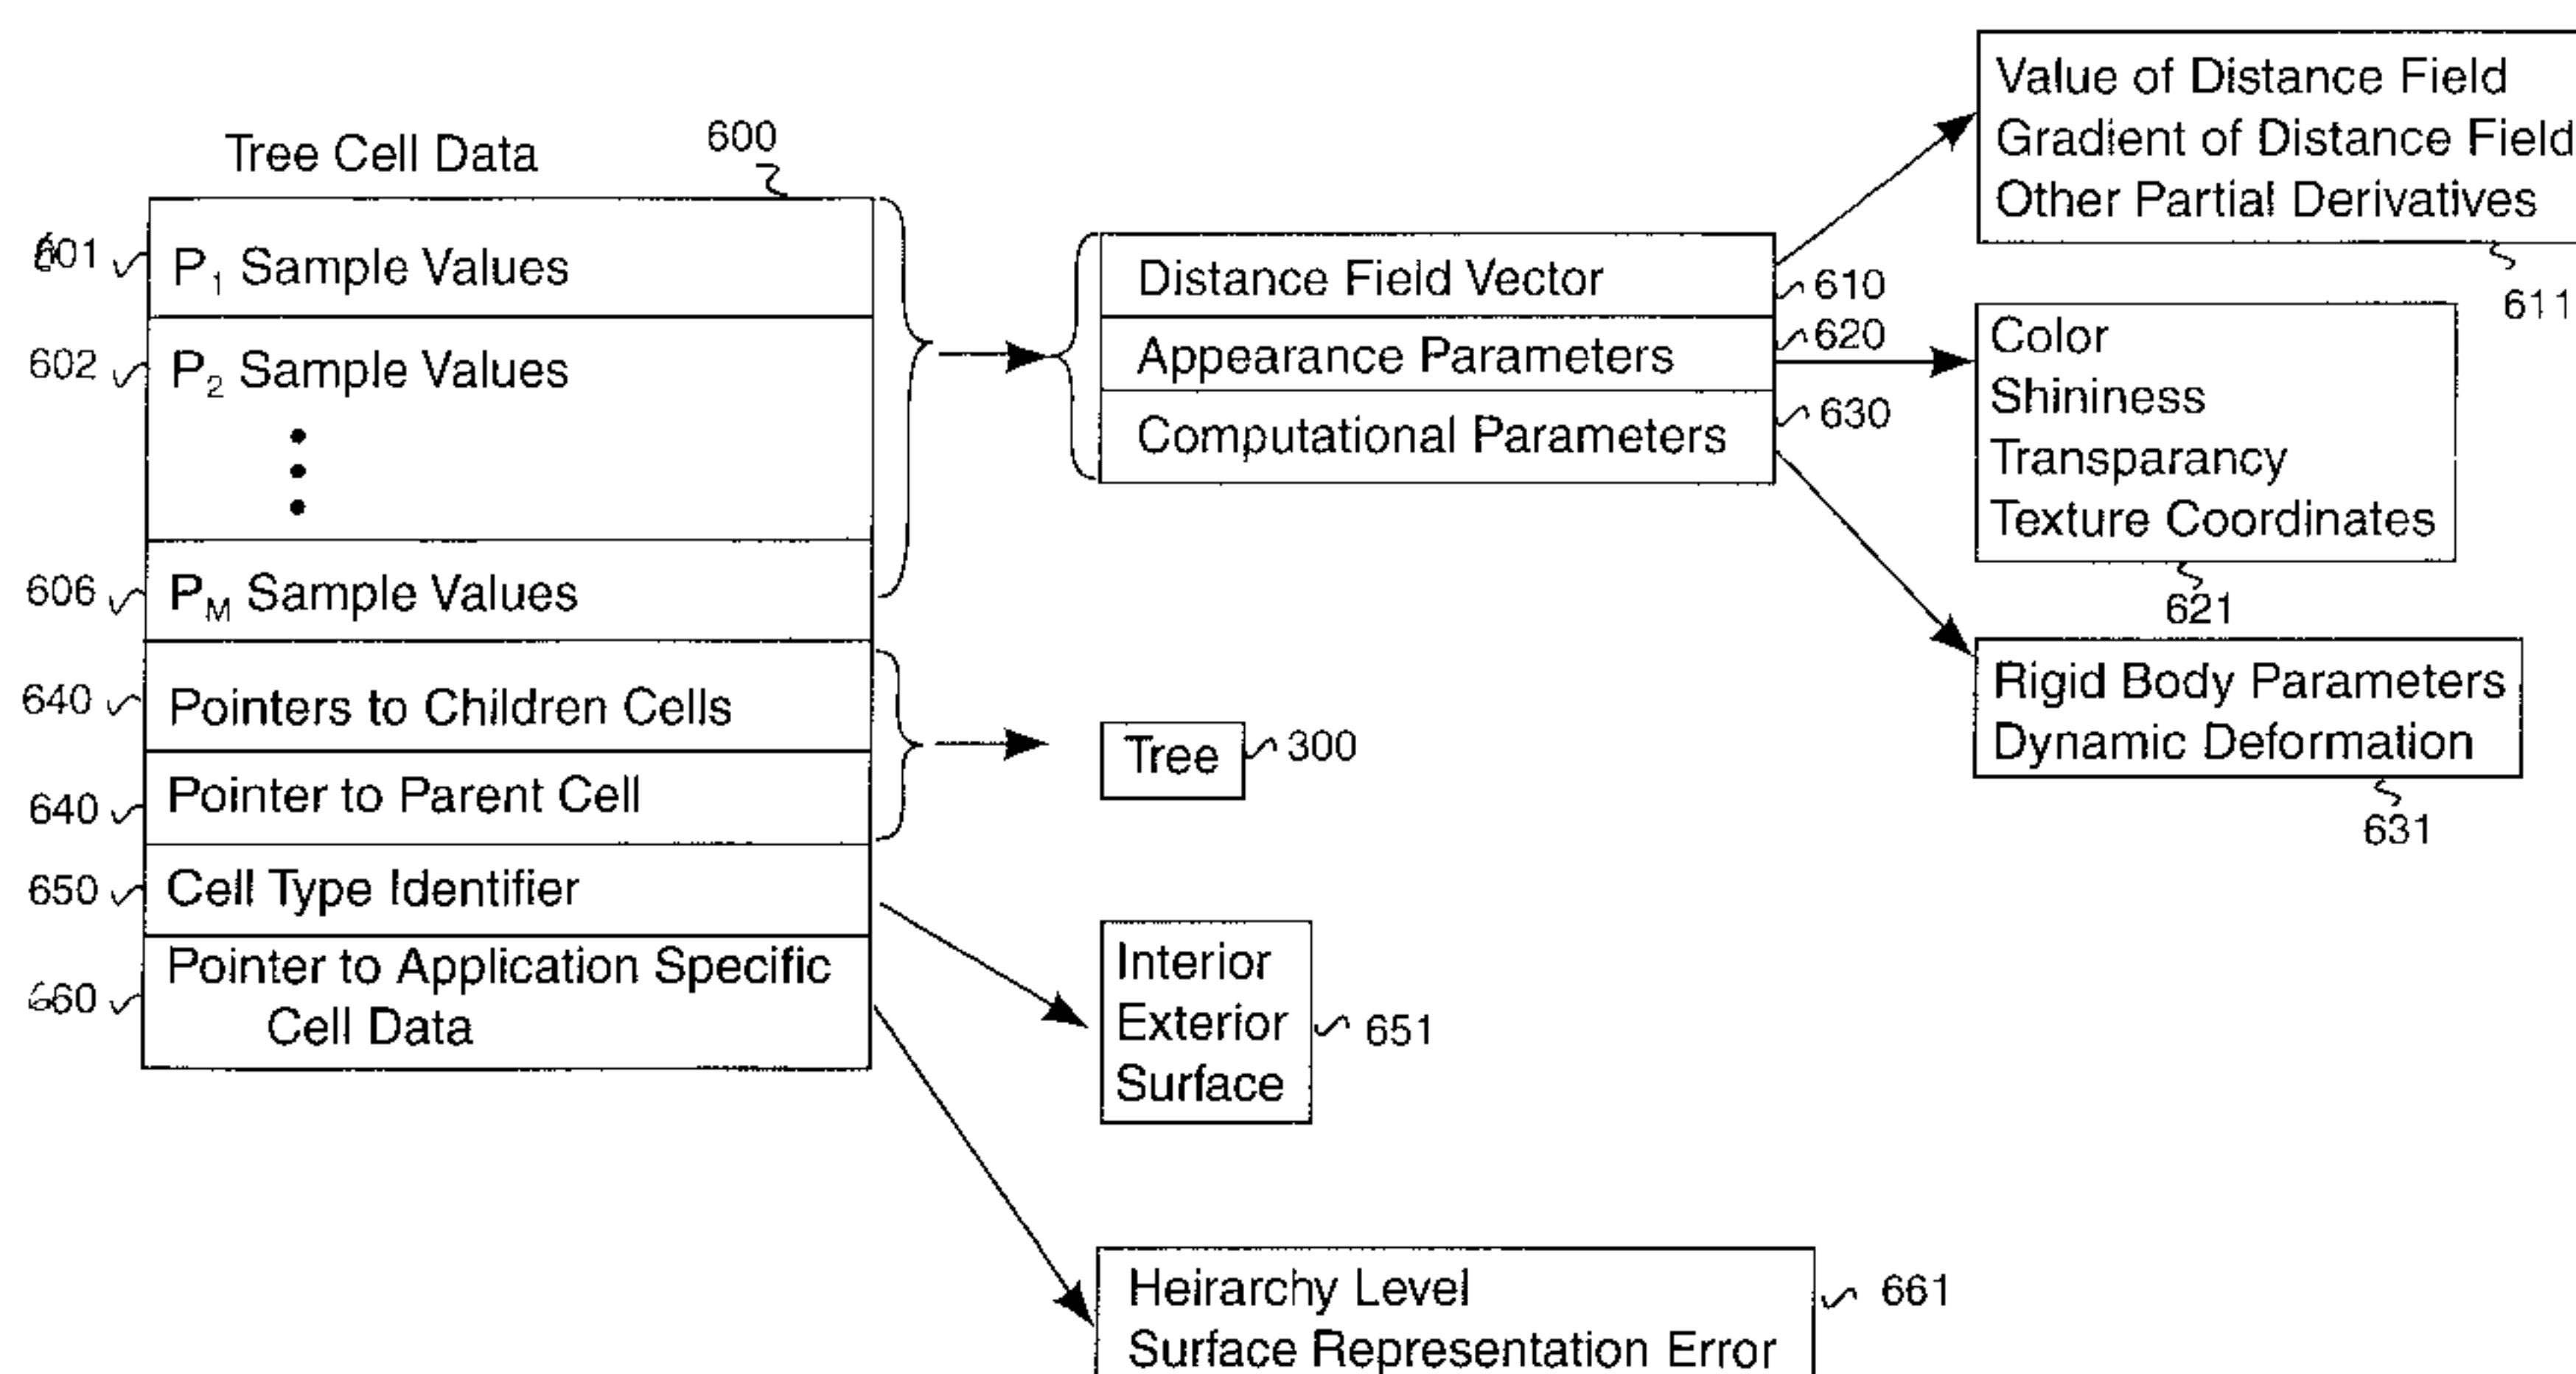 Tree Cell Data
600
601
P1 Sample Values
602
P2 Sample Values
606
PM Sample Values
640
Pointers to Children Cells
640
Pointer to Parent Cell
650
Cell Type Identifier
660
Pointer to Application Specific
Cell Data
Distance Field Vector
610
Appearance Parameters
620
Computational Parameters
630
Value of Distance Field
Gradient of Distance Field
Other Partial Derivatives
611
Color
Shininess
Transparancy
Texture Coordinates
621
Rigid Body Parameters
Dynamic Deformation
631
Tree
300
Interior
Exterior
Surface
651
Heirarchy Level
Surface Representation Error
661